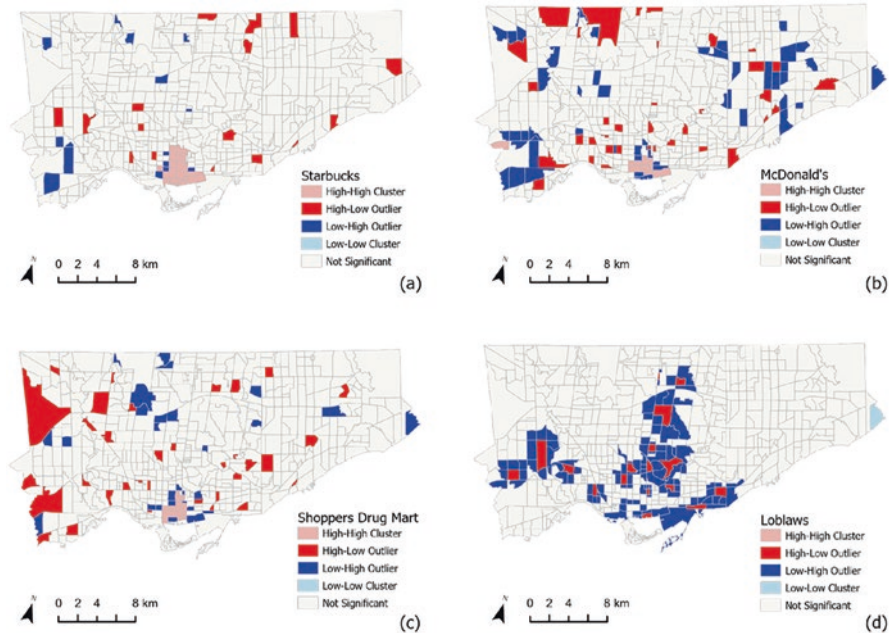 Starbucks
High-High Cluster
High-Low Outlier
Low-High Outlier
Low-Low Cluster
Not Significant
N
0 2 4 8 km
(a)
McDonald's
High-High Cluster
High-Low Outlier
Low-High Outlier
Low-Low Cluster
Not Significant
N
0 2 4 8 km
(b)
Shoppers Drug Mart
High-High Cluster
High-Low Outlier
Low-High Outlier
Low-Low Cluster
Not Significant
N
0 2 4 8 km
(c)
Loblaws
High-High Cluster
High-Low Outlier
Low-High Outlier
Low-Low Cluster
Not Significant
N
0 2 4 8 km
(d)